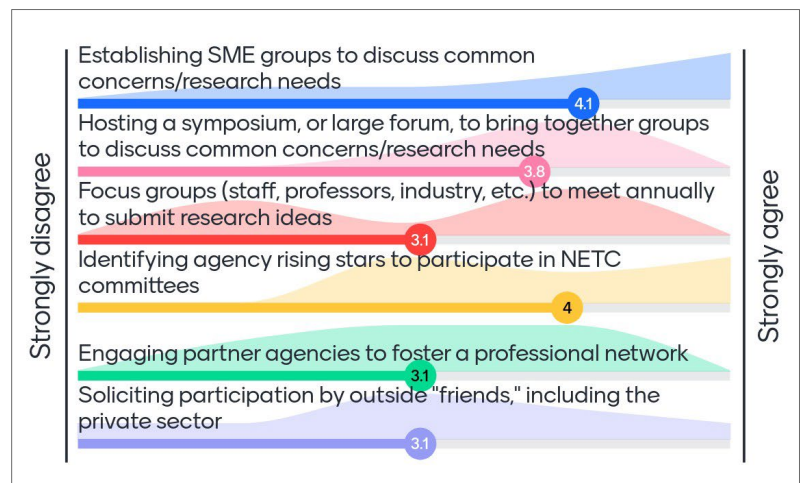 Establishing SME groups to discuss common
concerns/research needs
4.1
Hosting a symposium, or large forum, to bring together groups
to discuss common concerns/research needs
3.8
Focus groups (staff, professors, industry, etc.) to meet annually
to submit research ideas
3.1
Identifying agency rising stars to participate in NETC
committees
4
Engaging partner agencies to foster a professional network
3.1
Soliciting participation by outside "friends," including the
private sector
3.1
Strongly disagree
Strongly agree